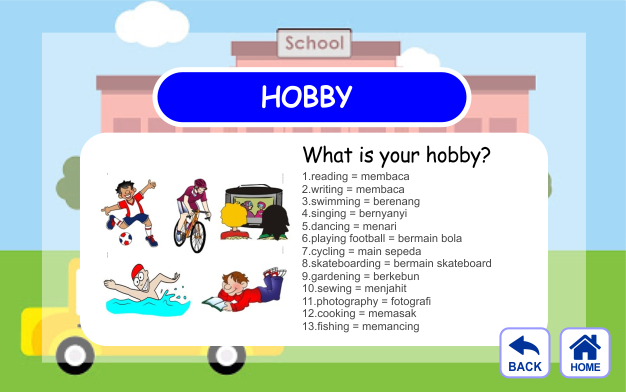 School
HOBBY
What is your hobby?
1.reading = membaca
2.writing = membaca
3.swimming = berenang
4.singing = bernyanyi
5.dancing = menari
6.playing football = bermain bola
7.cycling = main sepeda
8.skateboarding = bermain skateboard
9.gardening = berkebun
10.sewing = menjahit
11.photography = fotografi
12.cooking = memasak
13.fishing = memancing
BACK
HOME